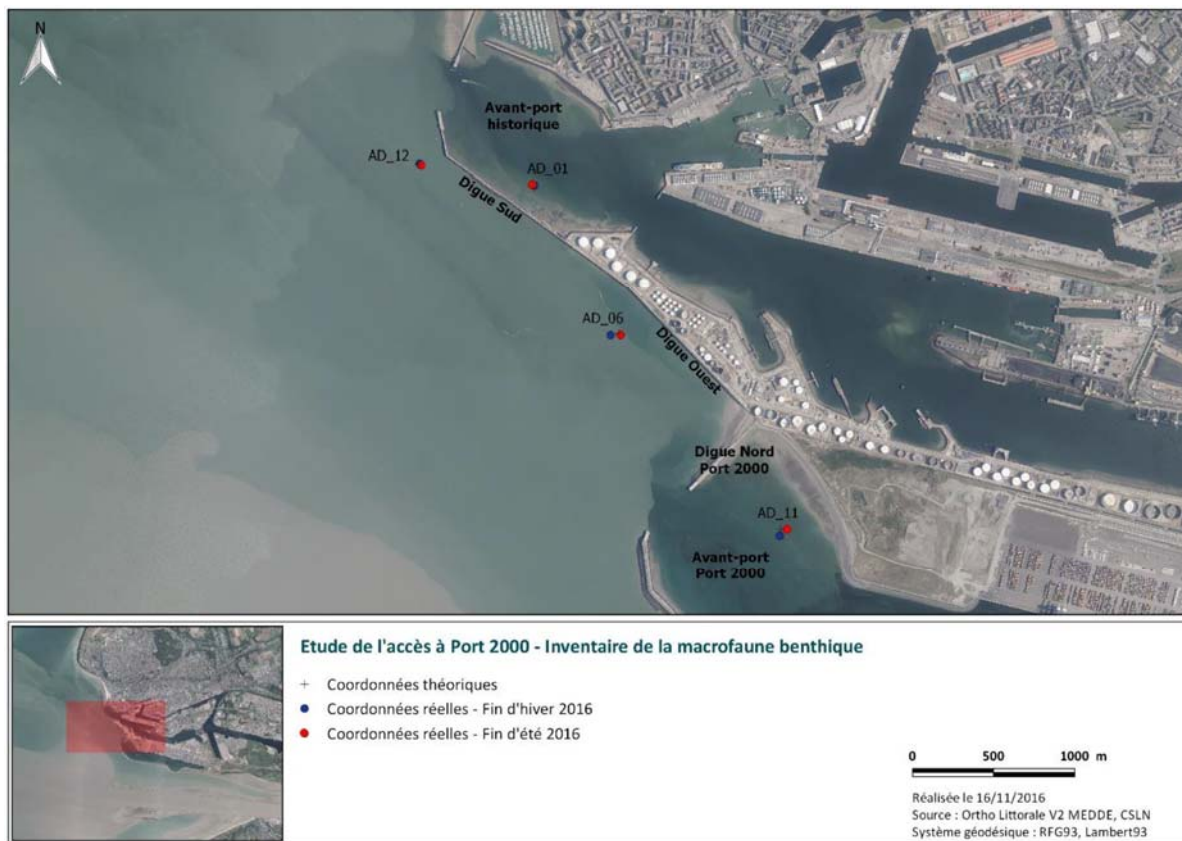 N
Avant-port
historique
AD_12
AD_01
Digue Sud
AD_06
Digue Ouest
Digue Nord
Port 2000
AD_11
Avant-port
Port 2000
Etude de l'accès à Port 2000 - Inventaire de la macrofaune benthique
Coordonnées théoriques
Coordonnées réelles - Fin d'hiver 2016
Coordonnées réelles - Fin d'été 2016
0 500 1000 m
Réalisée le 16/11/2016
Source : Ortho Littorale V2 MEDDE, CSLN
Système géodésique : RFG93, Lambert93